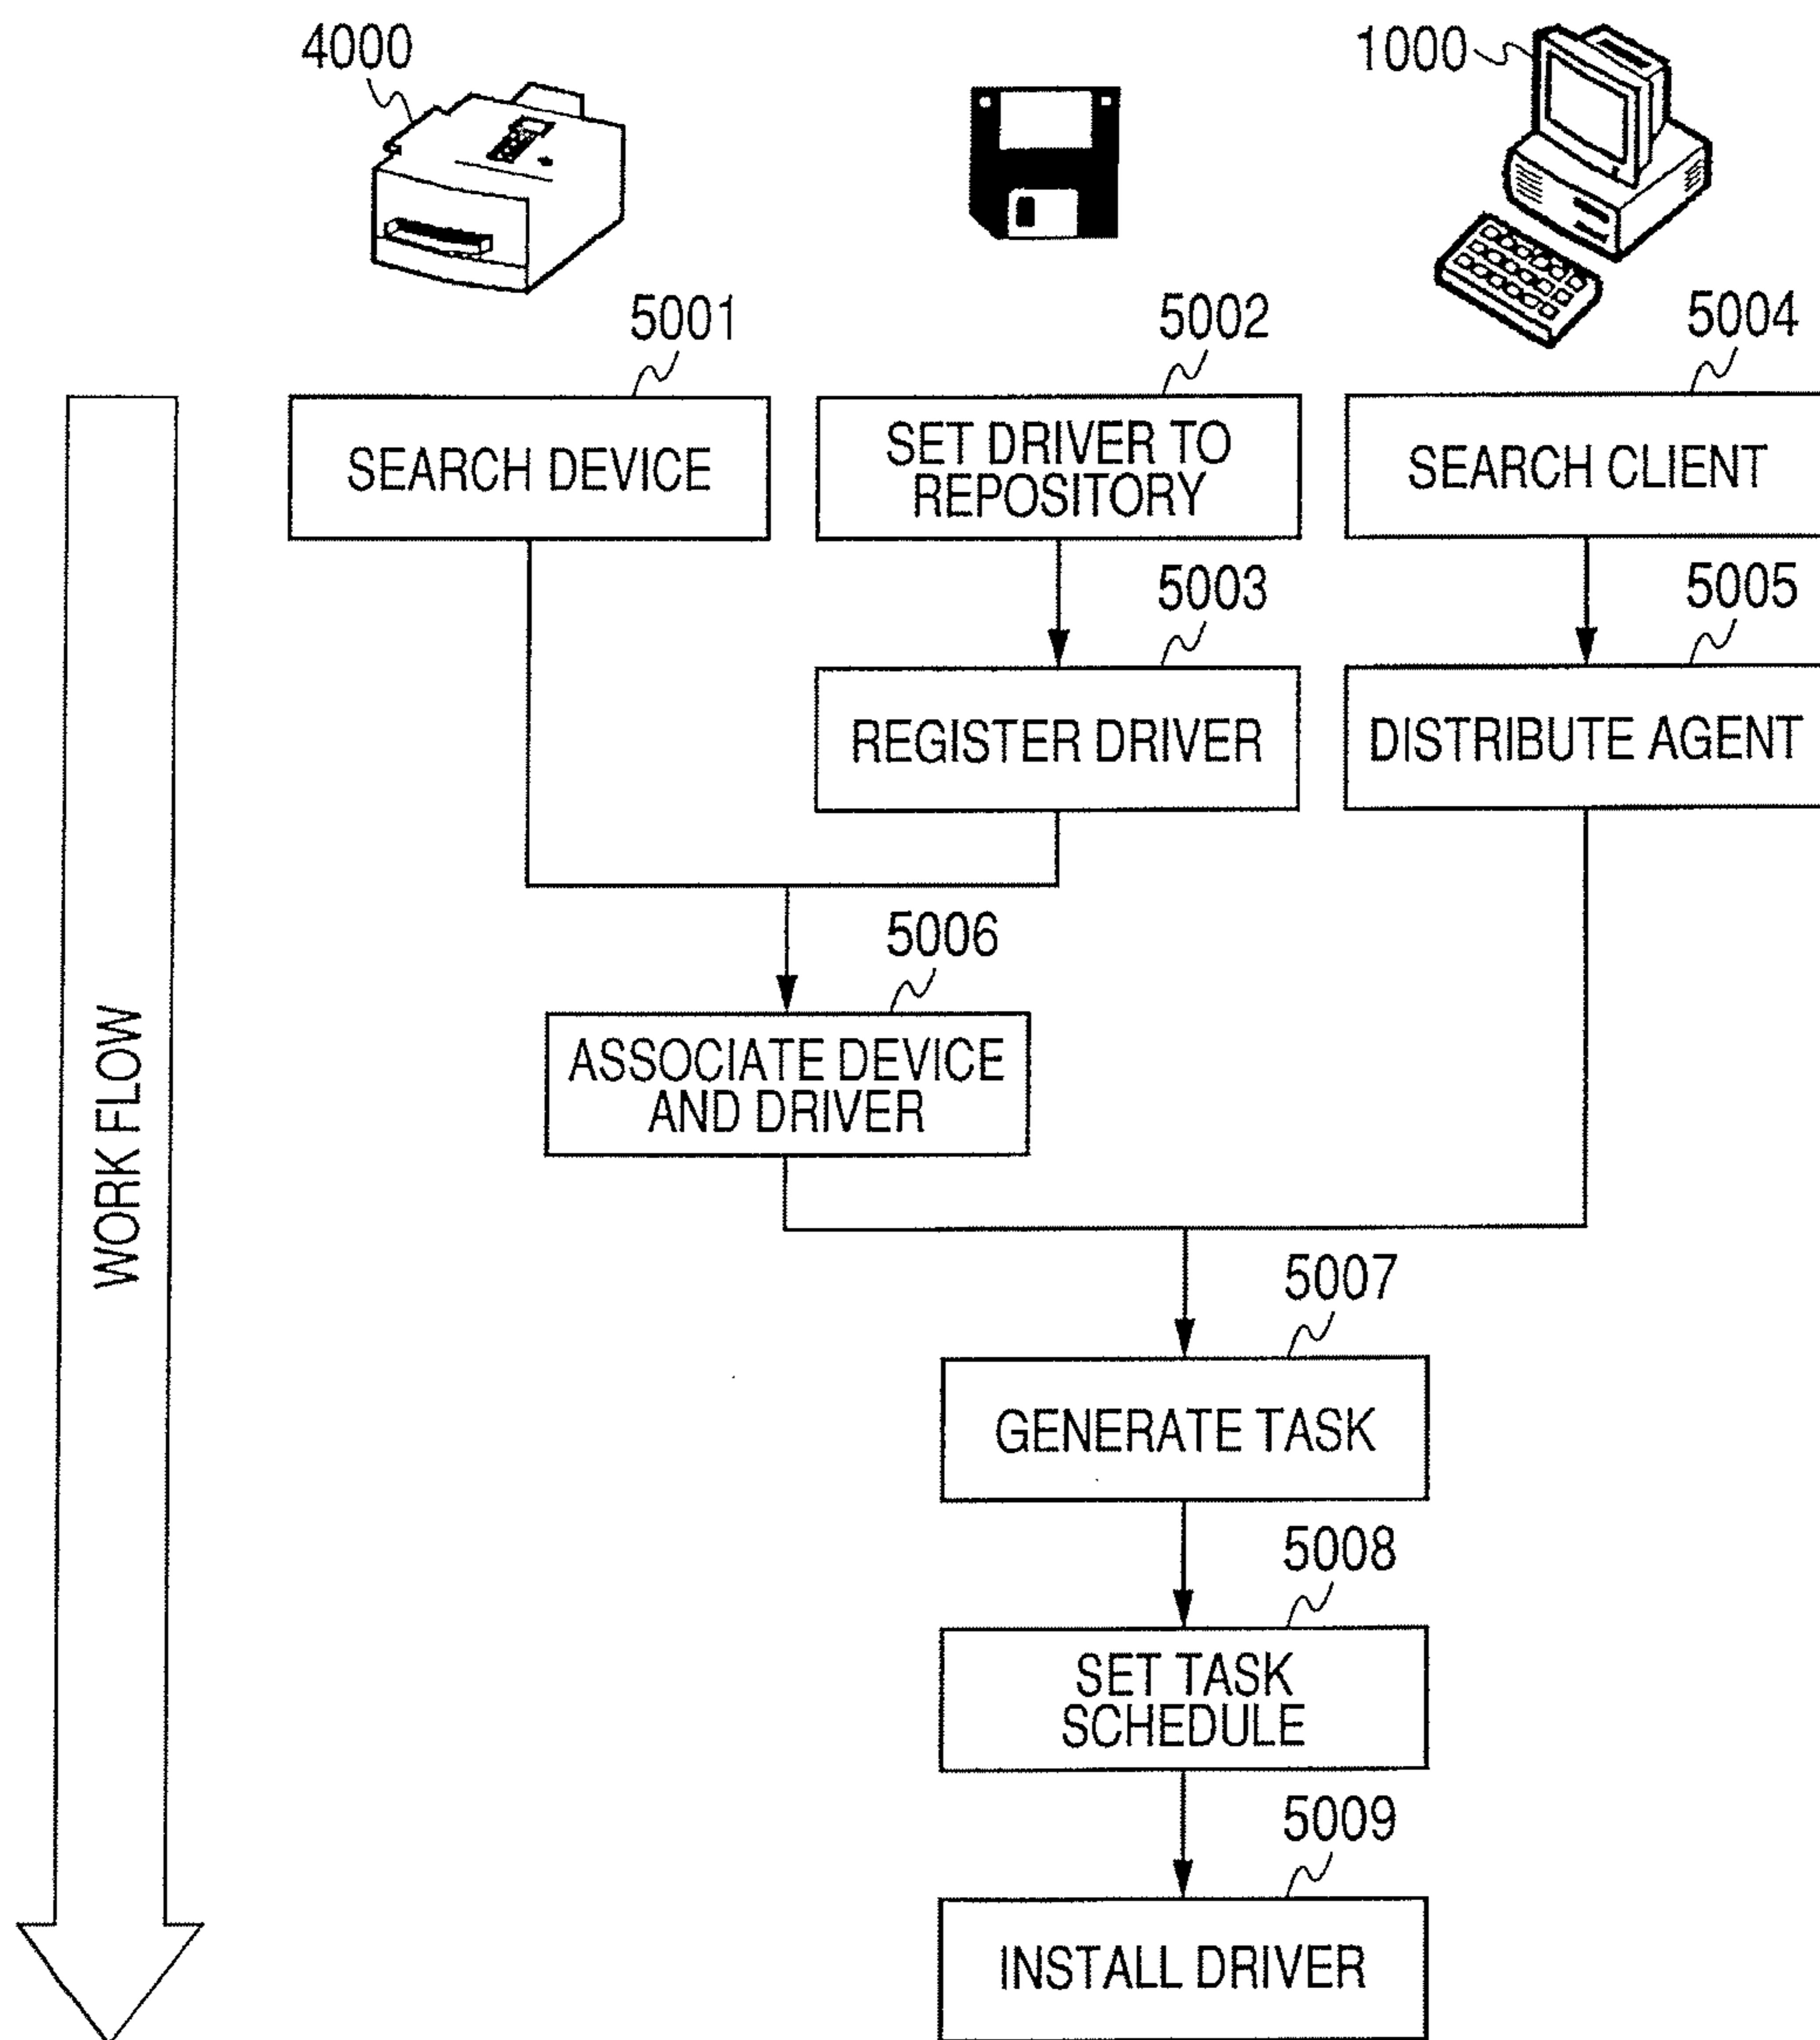 4000
1000
5001
5002
5004
SEARCH DEVICE
SET DRIVER TO
REPOSITORY
SEARCH CLIENT
5003
5005
REGISTER DRIVER
DISTRIBUTE AGENT
5006
ASSOCIATE DEVICE
AND DRIVER
WORK FLOW
5007
GENERATE TASK
5008
SET TASK
SCHEDULE
5009
INSTALL DRIVER